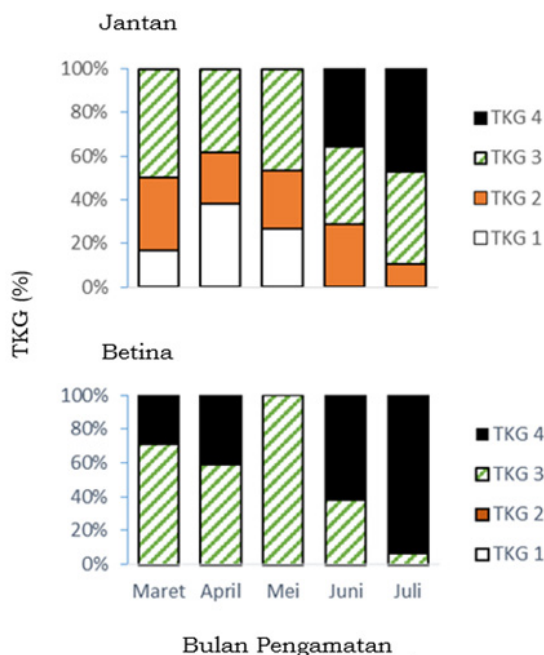 Jantan
100%
80%
60%
40%
20%
0%
TKG 4
TKG 3
TKG 2
TKG 1
TKG (%)
Betina
100%
80%
60%
40%
20%
0%
TKG 4
TKG 3
TKG 2
TKG 1
Maret April Mei Juni Juli
Bulan Pengamatan